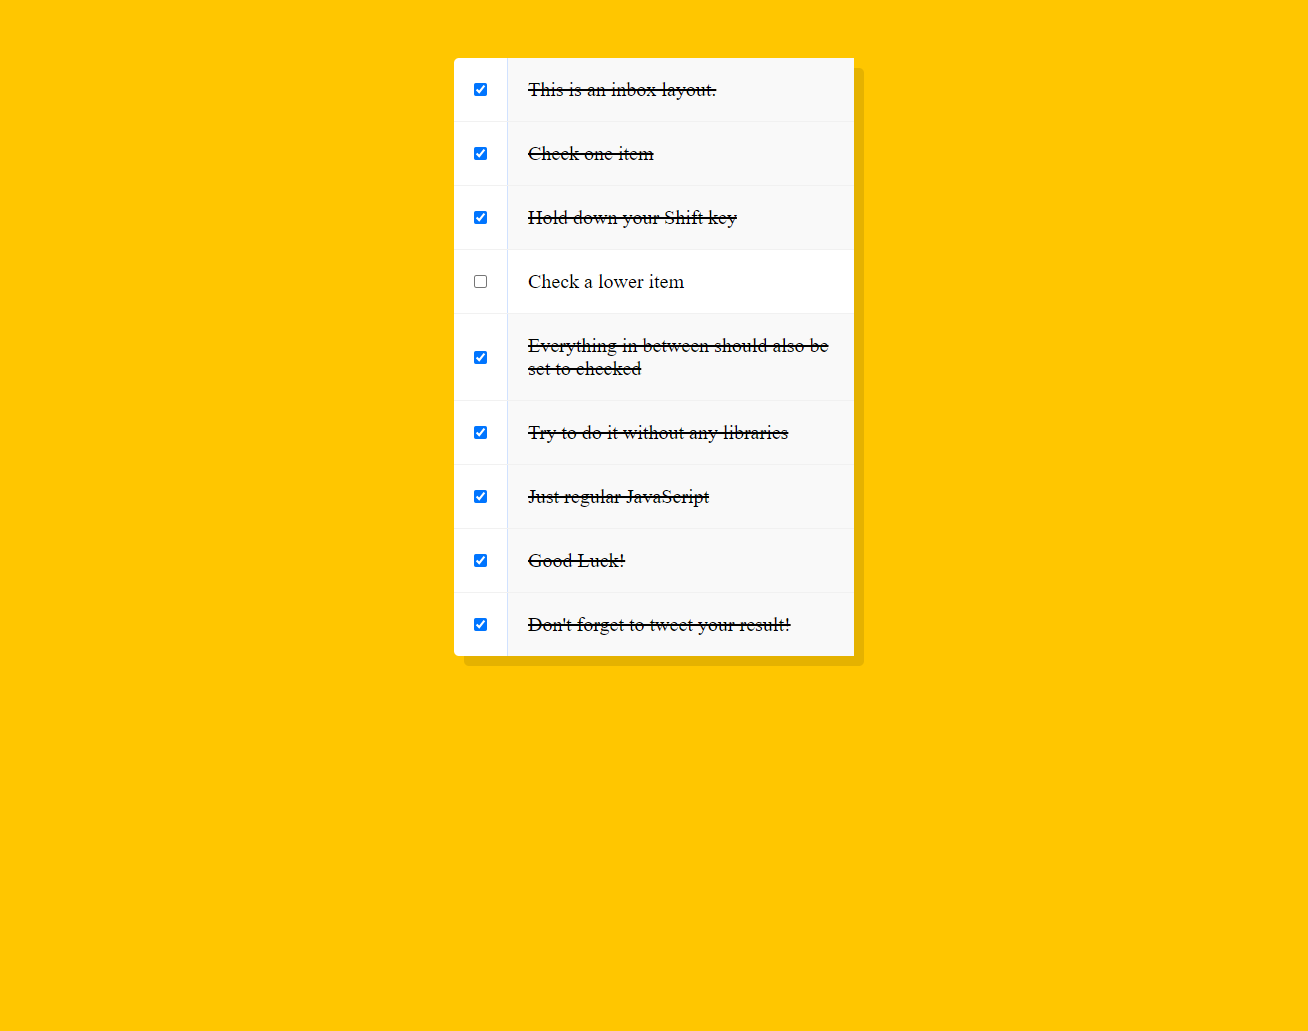 This is an inbox layout.
Check one item
Hold down your Shift key
Check a lower item
Everything in between should also be
set to checked
Try to do it without any libraries
Just regular JavaScript
Good Luck!
Don't forget to tweet your result!